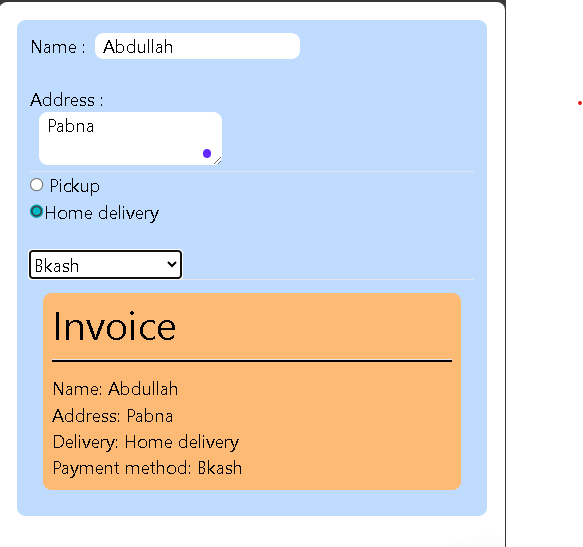 Name : Abdullah
Address :
Pabna
Pickup
Home delivery
Bkash
Invoice
Name: Abdullah
Address: Pabna
Delivery: Home delivery
Payment method: Bkash